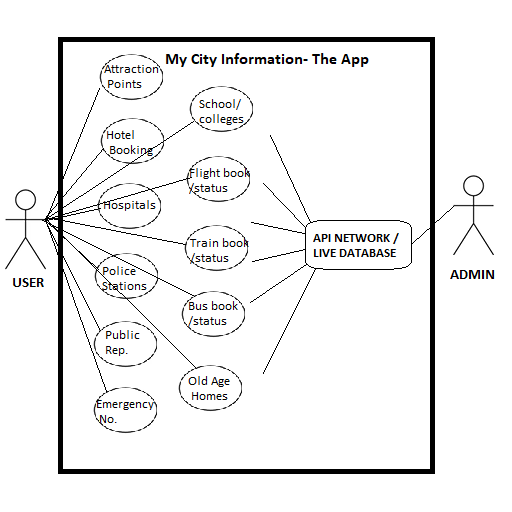 My City Information- The App
Attraction
Points
School/
colleges
Hotel
Booking
Flight book
/status
Hospitals
Train book
/status
API NETWORK /
LIVE DATABASE
USER
ADMIN
Police
Stations
Bus book
/status
Public
Rep.
Old Age
Homes
Emergency
No.